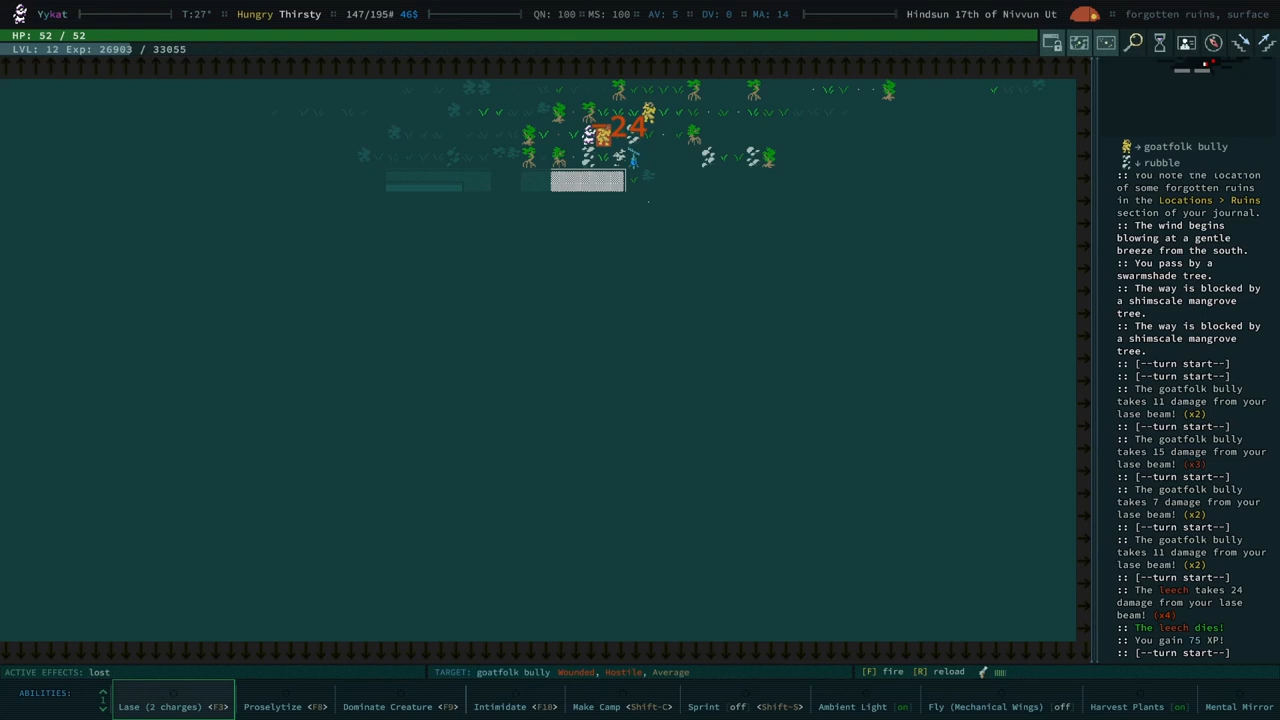 Yykat T:27° :: Hungry Thirsty :: 147/195# 46$ QN: 100 :: MS: 100 :: AV: 5 :: DV: 0 :: MA: 14 Hindsun 17th of Nivvun Ut :: forgotten ruins, surface
HP: 52 / 52
LVL: 12 Exp: 26903 / 33055
-24
→ goatfolk bully
↓ rubble
:: You note the location
of some forgotten ruins
in the Locations > Ruins
section of your journal.
:: The wind begins
blowing at a gentle
breeze from the south.
:: You pass by a
swarmshade tree.
:: The way is blocked by
a shimscale mangrove
tree.
:: The way is blocked by
a shimscale mangrove
tree.
:: [--turn start--]
:: [--turn start--]
:: The goatfolk bully
takes 11 damage from your
lase beam! (x2)
:: [--turn start--]
:: The goatfolk bully
takes 15 damage from your
lase beam! (x3)
:: [--turn start--]
:: The goatfolk bully
takes 7 damage from your
lase beam! (x2)
:: [--turn start--]
:: The goatfolk bully
takes 11 damage from your
lase beam! (x2)
:: [--turn start--]
:: The leech takes 24
damage from your lase
beam! (x4)
:: The leech dies!
:: You gain 75 XP!
:: [--turn start--]
ACTIVE EFFECTS: lost TARGET: goatfolk bully Wounded, Hostile, Average [F] fire [R] reload
ABILITIES: 1 Lase (2 charges) <F3> Proselytize <F8> Dominate Creature <F9> Intimidate <F10> Make Camp <Shift-C> Sprint [off] <Shift-S> Ambient Light [on] Fly (Mechanical Wings) [off] Harvest Plants [on] Mental Mirror